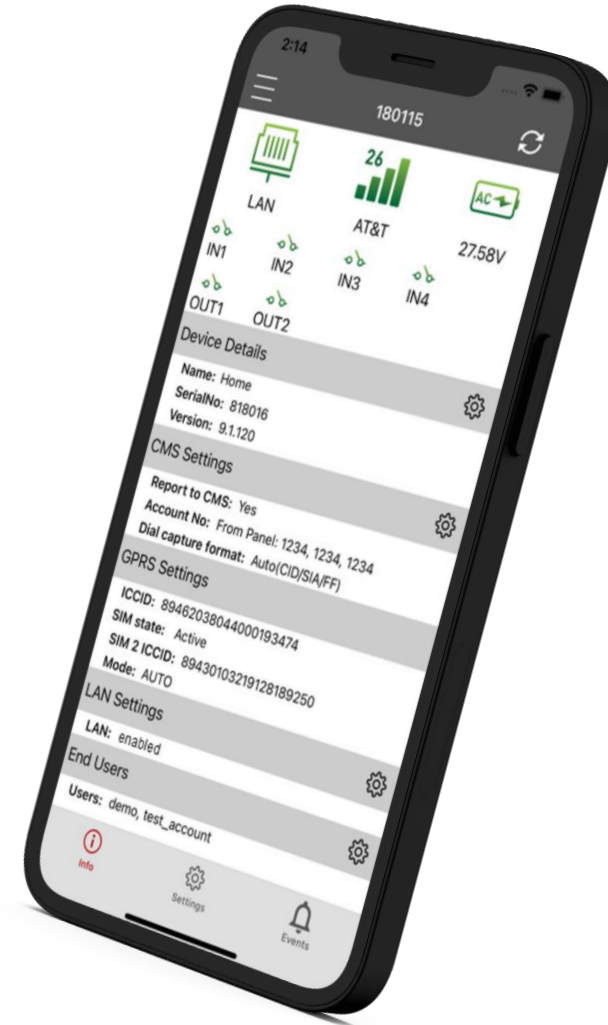 2:14
180115
26
AC
LAN
AT&T
27.58V
IN1
IN2
IN3
IN4
OUT1
OUT2
Device Details
Name: Home
SerialNo: 818016
Version: 9.1.120
CMS Settings
Report to CMS: Yes
Account No: From Panel: 1234, 1234, 1234
Dial capture format: Auto(CID/SIA/FF)
GPRS Settings
ICCID: 89462038044000193474
SIM state: Active
SIM 2 ICCID: 89430103219128189250
Mode: AUTO
LAN Settings
LAN: enabled
End Users
Users: demo, test_account
Info
Settings
Events